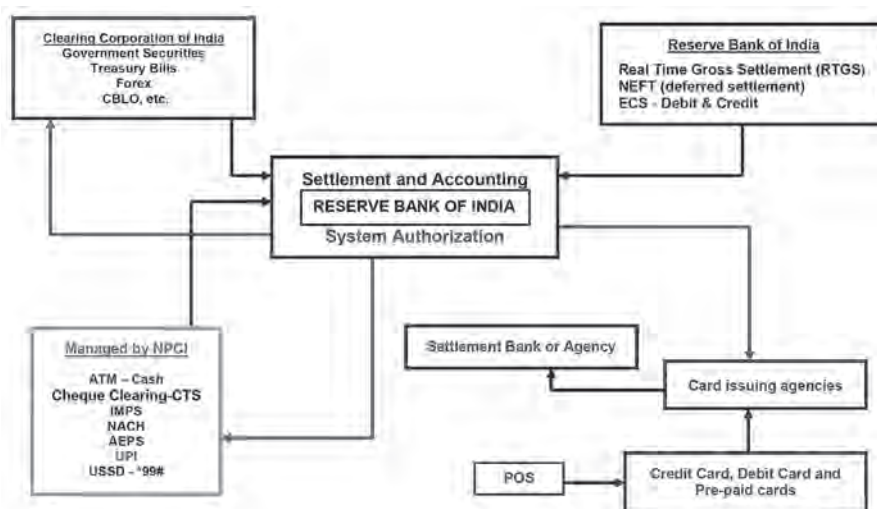 Clearing Corporation of India
Government Securities
Treasury Bills
Forex
CBLO, etc.
Reserve Bank of India
Real Time Gross Settlement (RTGS)
NEFT (deferred settlement)
ECS - Debit & Credit
Settlement and Accounting
RESERVE BANK OF INDIA
System Authorization
Managed by NPCI
ATM – Cash
Cheque Clearing-CTS
IMPS
NACH
AEPS
UPI
USSD - *99#
Settlement Bank or Agency
Card issuing agencies
POS
Credit Card, Debit Card and
Pre-paid cards